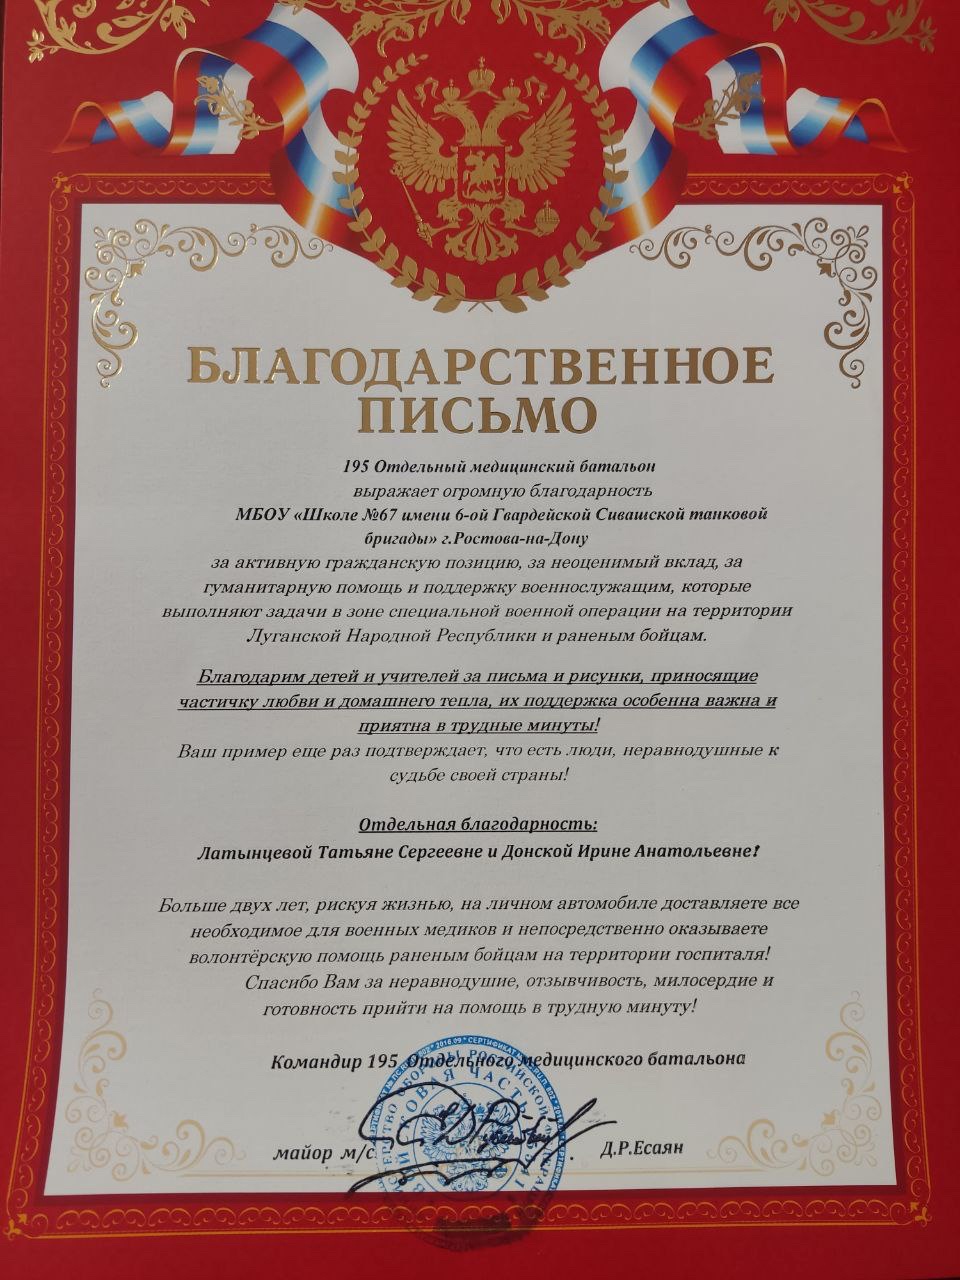 БЛАГОДАРСТВЕННОЕ
ПИСЬМО
195 Отдельный медицинский батальон
выражает огромную благодарность
МБОУ «Школе №67 имени 6-ой Гвардейской Сивашской танковой
бригады» г.Ростова-на-Дону
за активную гражданскую позицию, за неоценимый вклад, за
гуманитарную помощь и поддержку военнослужащим, которые
выполняют задачи в зоне специальной военной операции на территории
Луганской Народной Республики и раненым бойцам.
Благодарим детей и учителей за письма и рисунки, приносящие
частичку любви и домашнего тепла, их поддержка особенна важна и
приятна в трудные минуты!
Ваш пример еще раз подтверждает, что есть люди, неравнодушные к
судьбе своей страны!
Отдельная благодарность:
Латынцевой Татьяне Сергеевне и Донской Ирине Анатольевне!
Больше двух лет, рискуя жизнью, на личном автомобиле доставляете все
необходимое для военных медиков и непосредственно оказываете
волонтёрскую помощь раненым бойцам на территории госпиталя!
Спасибо Вам за неравнодушие, отзывчивость, милосердие и
готовность прийти на помощь в трудную минуту!
Командир 195 Отдельного медицинского батальона
майор м/с
Д.Р.Есаян
ВОЙСКОВАЯ ЧАСТЬ